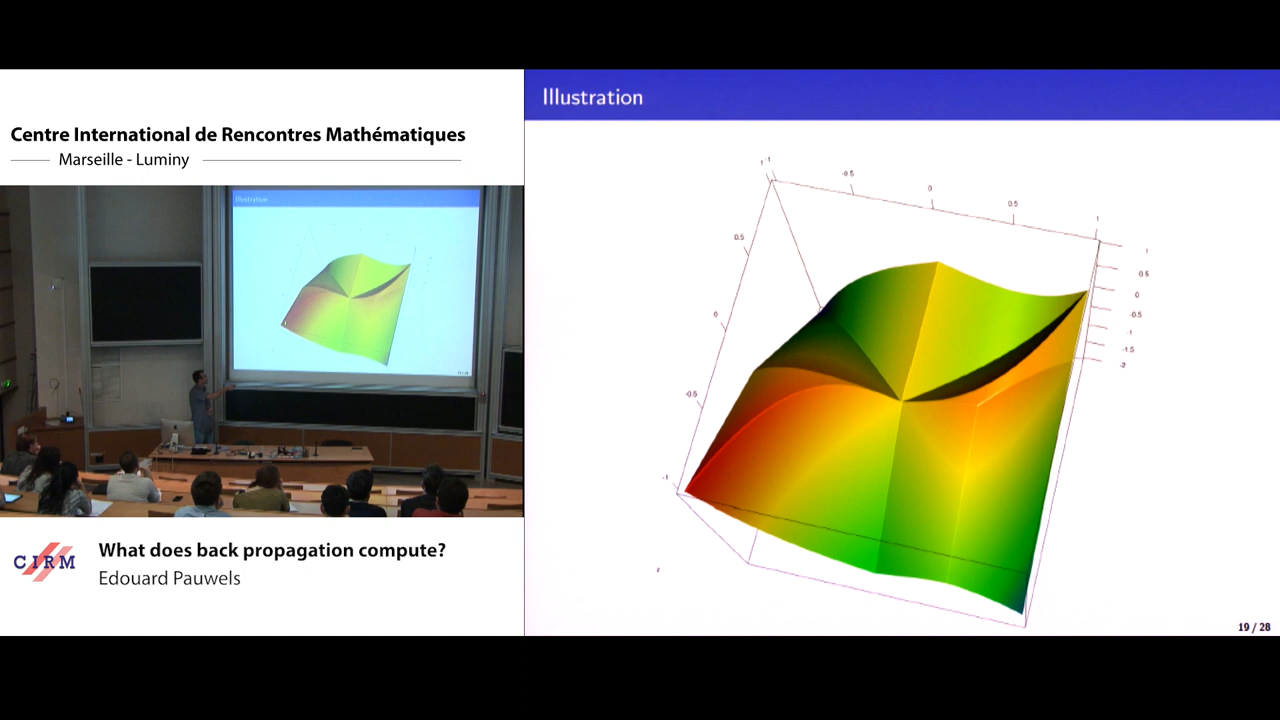 Centre International de Rencontres Mathématiques
Marseille - Luminy
Illustration
CIRM
What does back propagation compute?
Edouard Pauwels
Illustration
-1
-0.5
0
0.5
1
1
0.5
0
-0.5
-1
1
0.5
0
-0.5
-1
-1.5
-2
19 / 28